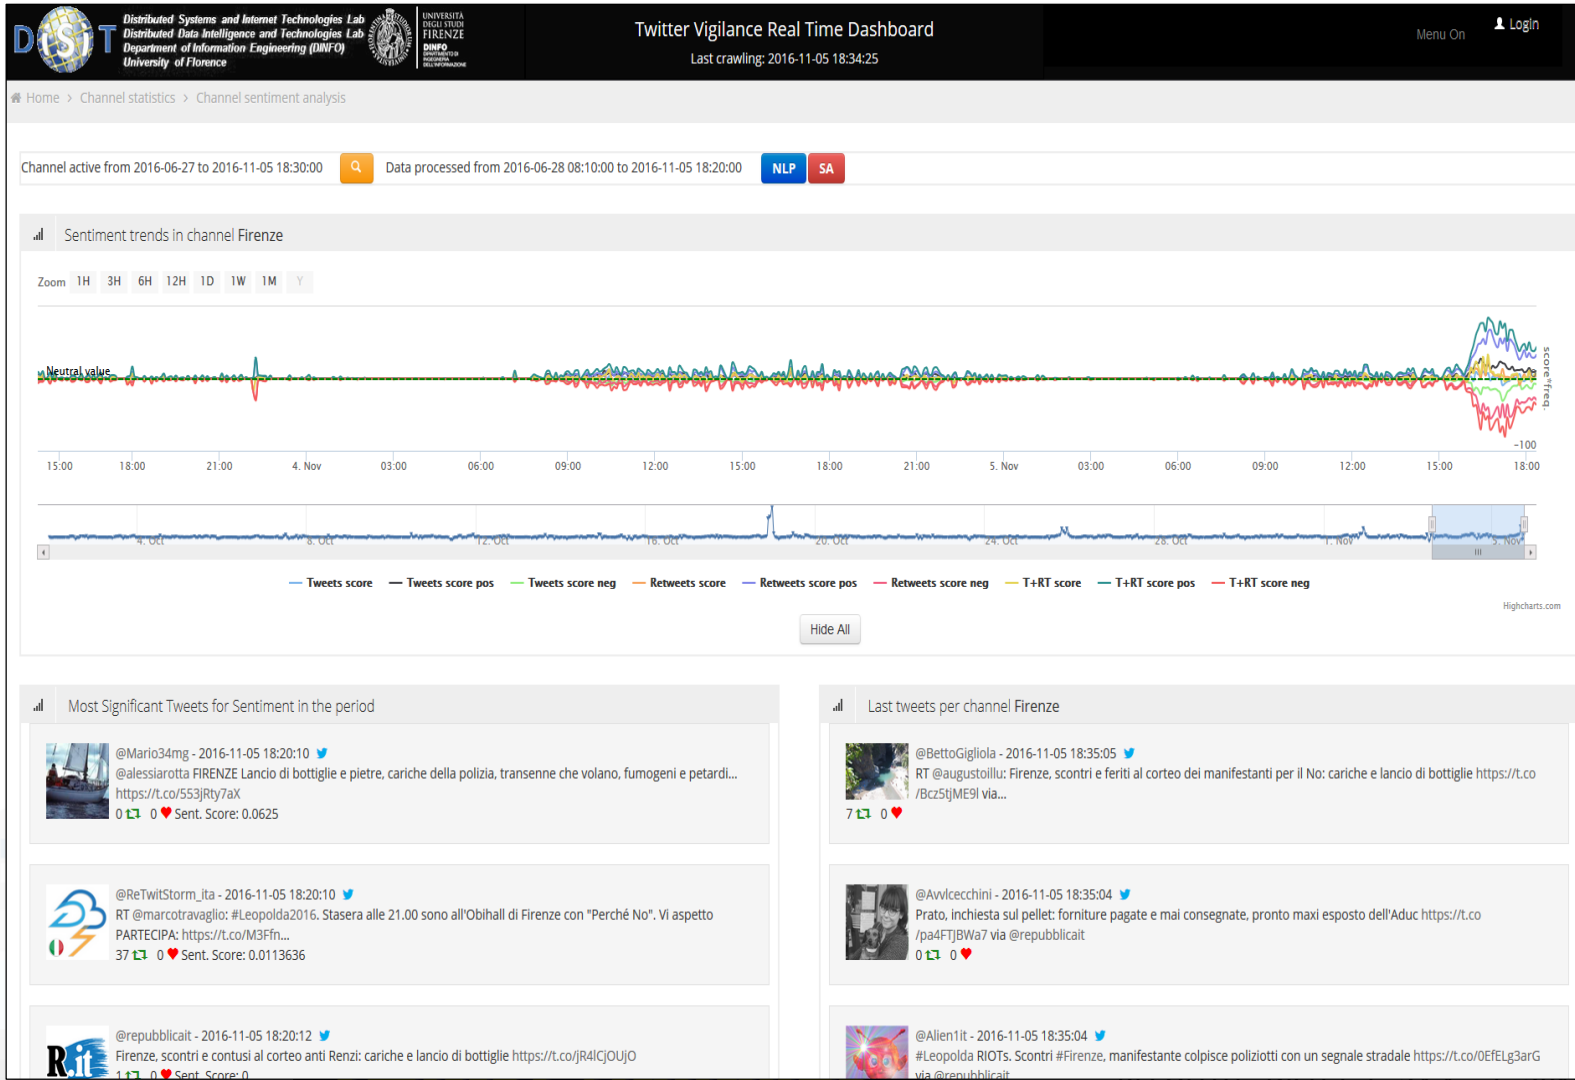 DISIT
Distributed Systems and Internet Technologies Lab
Distributed Data Intelligence and Technologies Lab
Department of Information Engineering (DINFO)
University of Florence
UNIVERSITÀ
DEGLI STUDI
FIRENZE
DINFO
DIPARTIMENTO DI
INGEGNERIA
DELL'INFORMAZIONE
Twitter Vigilance Real Time Dashboard
Last crawling: 2016-11-05 18:34:25
Menu On
Login
Home > Channel statistics > Channel sentiment analysis
Channel active from 2016-06-27 to 2016-11-05 18:30:00
Data processed from 2016-06-28 08:10:00 to 2016-11-05 18:20:00
NLP
SA
Sentiment trends in channel Firenze
Zoom 1H 3H 6H 12H 1D 1W 1M Y
Neutral value
score*freq.
-100
15:00 18:00 21:00 4. Nov 03:00 06:00 09:00 12:00 15:00 18:00 21:00 5. Nov 03:00 06:00 09:00 12:00 15:00 18:00
4. Oct 8. Oct 12. Oct 16. Oct 20. Oct 24. Oct 28. Oct 1. Nov 5. Nov
Tweets score Tweets score pos Tweets score neg Retweets score Retweets score pos Retweets score neg T+RT score T+RT score pos T+RT score neg
Highcharts.com
Hide All
Most Significant Tweets for Sentiment in the period
@Mario34mg - 2016-11-05 18:20:10
@alessiarotta FIRENZE Lancio di bottiglie e pietre, cariche della polizia, transenne che volano, fumogeni e petardi...
https://t.co/553jRty7aX
0 0 Sent. Score: 0.0625
@ReTwitStorm_ita - 2016-11-05 18:20:10
RT @marcotravaglio: #Leopolda2016. Stasera alle 21.00 sono all'Obihall di Firenze con "Perché No". Vi aspetto
PARTECIPA: https://t.co/M3Ffn...
37 0 Sent. Score: 0.0113636
R.it
@repubblicait - 2016-11-05 18:20:12
Firenze, scontri e contusi al corteo anti Renzi: cariche e lancio di bottiglie https://t.co/jR4lCjOUjO
1 0 Sent. Score: 0
Last tweets per channel Firenze
@BettoGigliola - 2016-11-05 18:35:05
RT @augustoillu: Firenze, scontri e feriti al corteo dei manifestanti per il No: cariche e lancio di bottiglie https://t.co
/Bcz5tjME9l via...
7 0
@Avvlcecchini - 2016-11-05 18:35:04
Prato, inchiesta sul pellet: forniture pagate e mai consegnate, pronto maxi esposto dell'Aduc https://t.co
/pa4FTJBWa7 via @repubblicait
0 0
@Alien1it - 2016-11-05 18:35:04
#Leopolda RIOTs. Scontri #Firenze, manifestante colpisce poliziotti con un segnale stradale https://t.co/0EfELg3arG
via @repubblicait